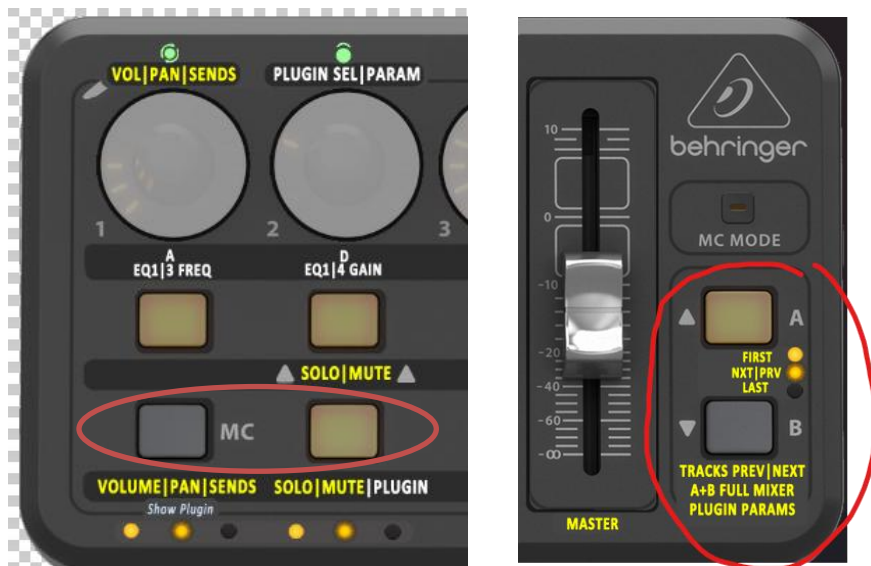 VOL|PAN|SENDS
PLUGIN SEL|PARAM
1
2
3
A
EQ1|3 FREQ
D
EQ1|4 GAIN
SOLO|MUTE
MC
VOLUME|PAN|SENDS
SOLO|MUTE|PLUGIN
Show Plugin
behringer
MC MODE
10
0
-10
-20
-40
-60
-∞
MASTER
A
FIRST
NXT|PRV
LAST
B
TRACKS PREV|NEXT
A+B FULL MIXER
PLUGIN PARAMS